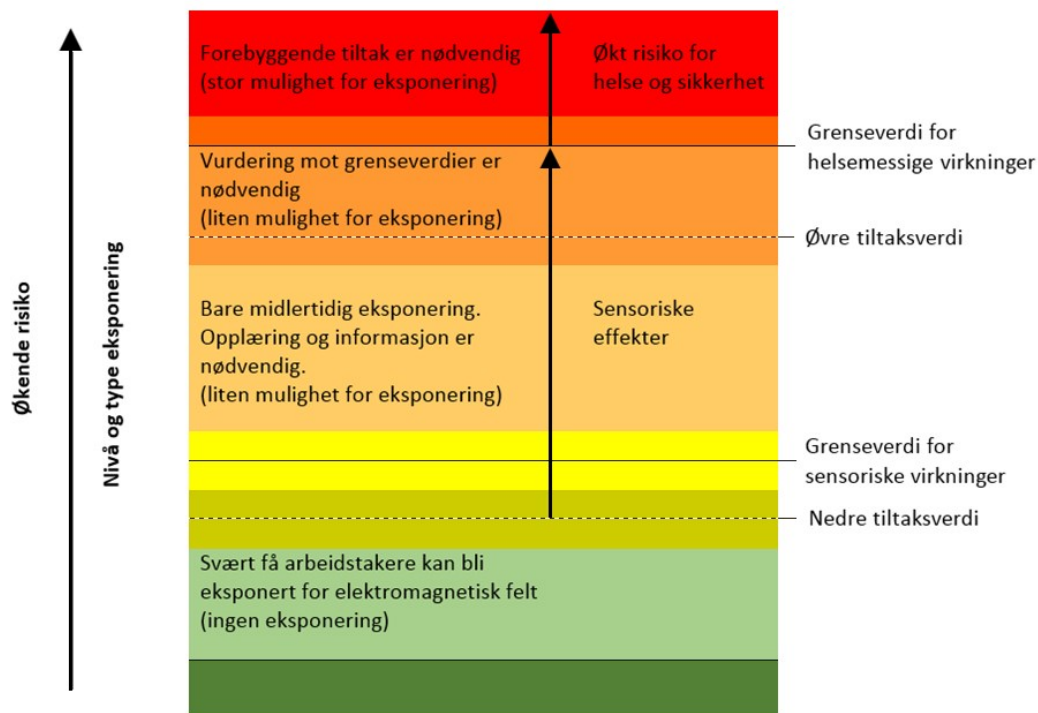 Økende risiko
Nivå og type eksponering
Forebyggende tiltak er nødvendig
(stor mulighet for eksponering)
Økt risiko for
helse og sikkerhet
Grenseverdi for
helsemessige virkninger
Vurdering mot grenseverdier er
nødvendig
(liten mulighet for eksponering)
Øvre tiltaksverdi
Bare midlertidig eksponering.
Opplæring og informasjon er
nødvendig.
(liten mulighet for eksponering)
Sensoriske
effekter
Grenseverdi for
sensoriske virkninger
Nedre tiltaksverdi
Svært få arbeidstakere kan bli
eksponert for elektromagnetisk felt
(ingen eksponering)